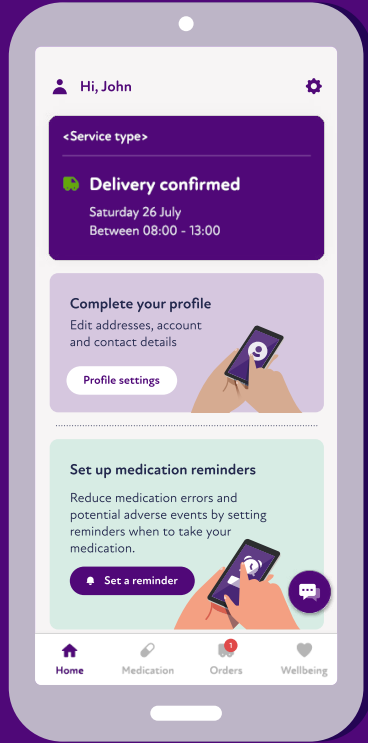 Hi, John
<Service type>
Delivery confirmed
Saturday 26 July
Between 08:00 - 13:00
Complete your profile
Edit addresses, account
and contact details
Profile settings
Set up medication reminders
Reduce medication errors and
potential adverse events by setting
reminders when to take your
medication.
Set a reminder
1
Home Medication Orders Wellbeing